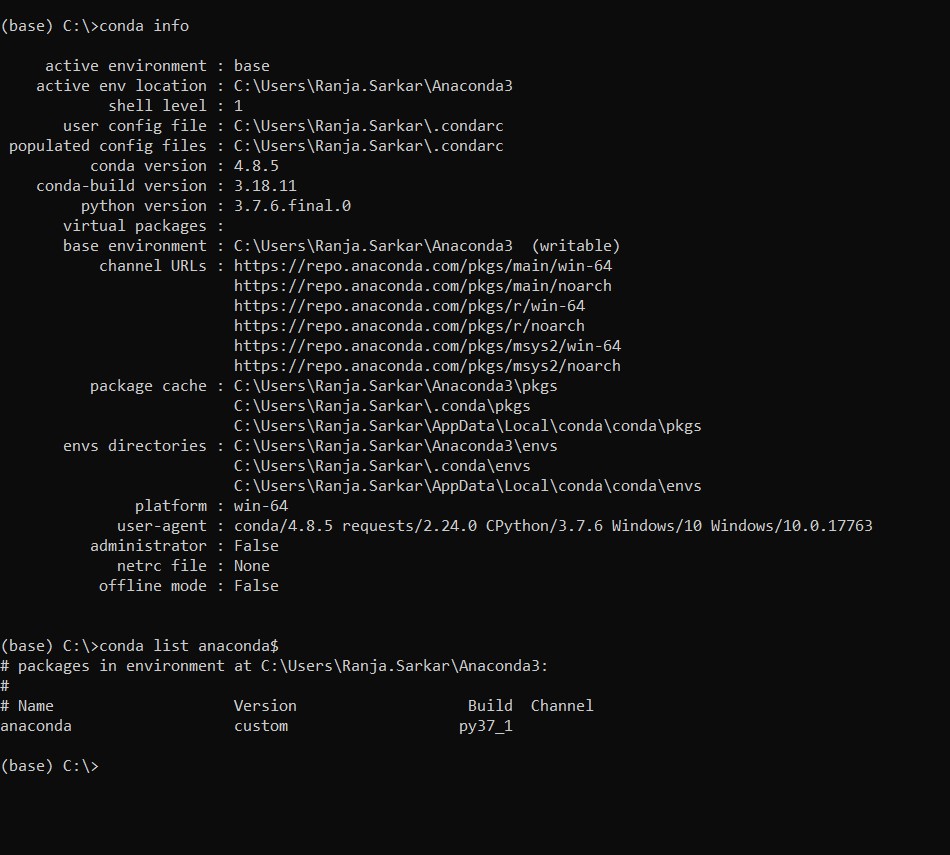 (base) C:\>conda info
active environment : base
active env location : C:\Users\Ranja.Sarkar\Anaconda3
shell level : 1
user config file : C:\Users\Ranja.Sarkar\.condarc
populated config files : C:\Users\Ranja.Sarkar\.condarc
conda version : 4.8.5
conda-build version : 3.18.11
python version : 3.7.6.final.0
virtual packages :
base environment : C:\Users\Ranja.Sarkar\Anaconda3  (writable)
channel URLs : https://repo.anaconda.com/pkgs/main/win-64
https://repo.anaconda.com/pkgs/main/noarch
https://repo.anaconda.com/pkgs/r/win-64
https://repo.anaconda.com/pkgs/r/noarch
https://repo.anaconda.com/pkgs/msys2/win-64
https://repo.anaconda.com/pkgs/msys2/noarch
package cache : C:\Users\Ranja.Sarkar\Anaconda3\pkgs
C:\Users\Ranja.Sarkar\.conda\pkgs
C:\Users\Ranja.Sarkar\AppData\Local\conda\conda\pkgs
envs directories : C:\Users\Ranja.Sarkar\Anaconda3\envs
C:\Users\Ranja.Sarkar\.conda\envs
C:\Users\Ranja.Sarkar\AppData\Local\conda\conda\envs
platform : win-64
user-agent : conda/4.8.5 requests/2.24.0 CPython/3.7.6 Windows/10 Windows/10.0.17763
administrator : False
netrc file : None
offline mode : False
(base) C:\>conda list anaconda$
# packages in environment at C:\Users\Ranja.Sarkar\Anaconda3:
#
# Name                    Version                   Build  Channel
anaconda                  custom                   py37_1
(base) C:\>